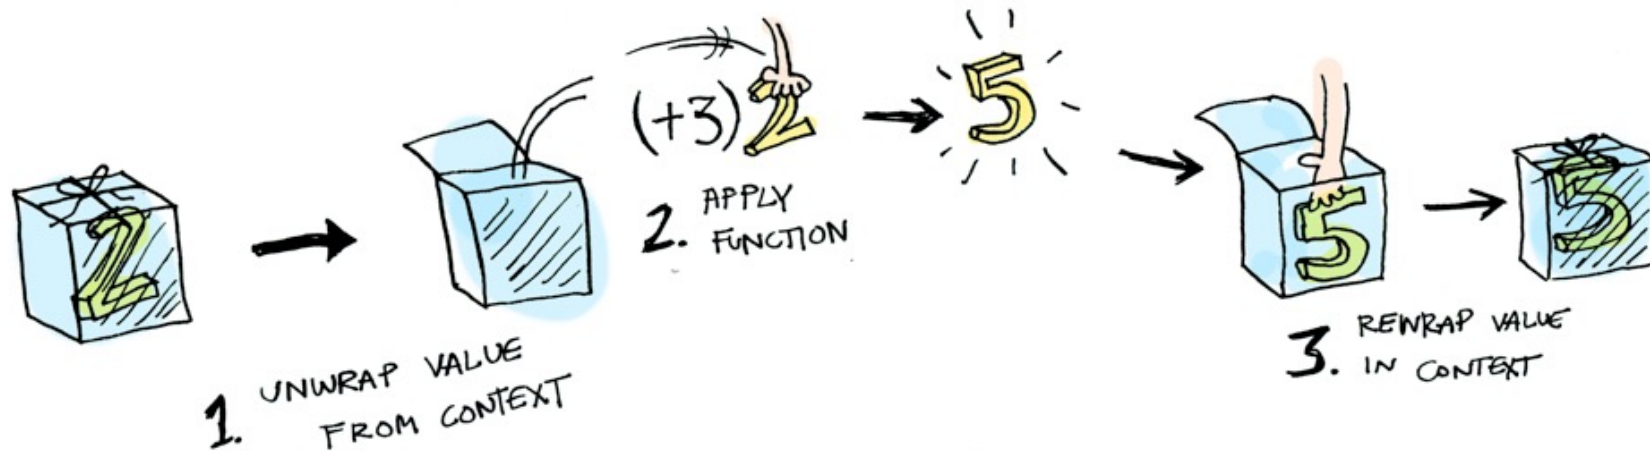 2
1. UNWRAP VALUE
FROM CONTEXT
(+3) 2
2. APPLY
FUNCTION
5
5
3. REWRAP VALUE
IN CONTEXT
5